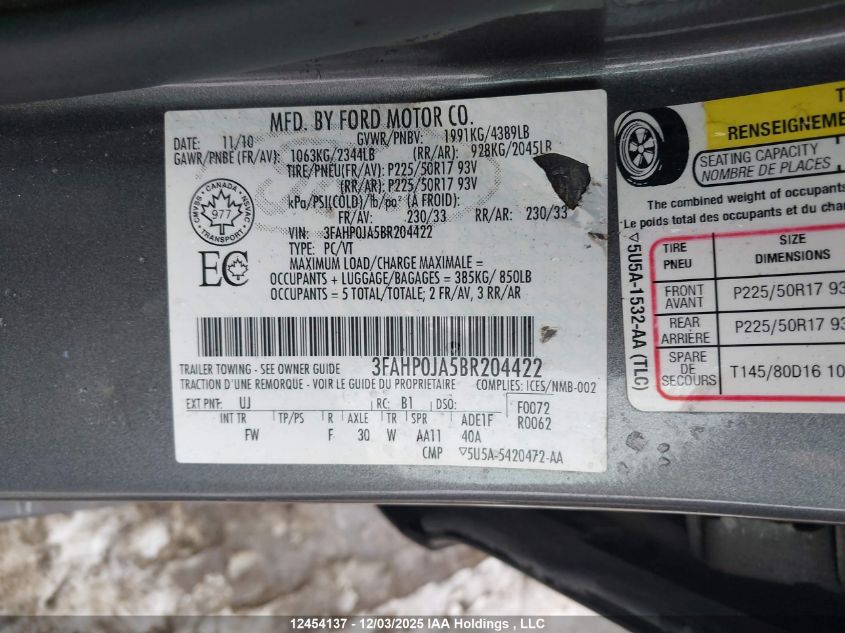 MFD. BY FORD MOTOR CO.
DATE: 11/10 GVWR/PNBV: 1991KG/4389LB
GAWR/PNBE (FR/AV): 1063KG/2344LB (RR/AR): 928KG/2045LB
TIRE/PNEU(FR/AV): P225/50R17 93V
(RR/AR): P225/50R17 93V
kPa/PSI(COLD)/lb/pq² (À FROID):
FR/AV: 230/33 RR/AR: 230/33
VIN: 3FAHP0JA5BR204422
TYPE: PC/VT
MAXIMUM LOAD/CHARGE MAXIMALE =
OCCUPANTS + LUGGAGE/BAGAGES = 385KG/ 850LB
OCCUPANTS = 5 TOTAL/TOTALE; 2 FR/AV, 3 RR/AR
CANADA
CMVSS NSVAC
977
TRANSPORT
EC
3FAHP0JA5BR204422
TRAILER TOWING - SEE OWNER GUIDE
TRACTION D'UNE REMORQUE - VOIR LE GUIDE DU PROPRIÉTAIRE COMPLIES: ICES/NMB-002
EXT PNT: UJ RC: B1 DSO: F0072
INT TR TP/PS R AXLE TR SPR ADE1F R0062
FW F 30 W AA11 40A
CMP ▽5U5A-5420472-AA
RENSEIGNEME
SEATING CAPACITY
NOMBRE DE PLACES
The combined weight of occupants
Le poids total des occupants et du char
▽5U5A-1532-AA (TLC)
TIRE SIZE
PNEU DIMENSIONS
FRONT
AVANT P225/50R17 93
REAR
ARRIÈRE P225/50R17 93
SPARE
DE SECOURS T145/80D16 10
12454137 - 12/03/2025 IAA Holdings , LLC